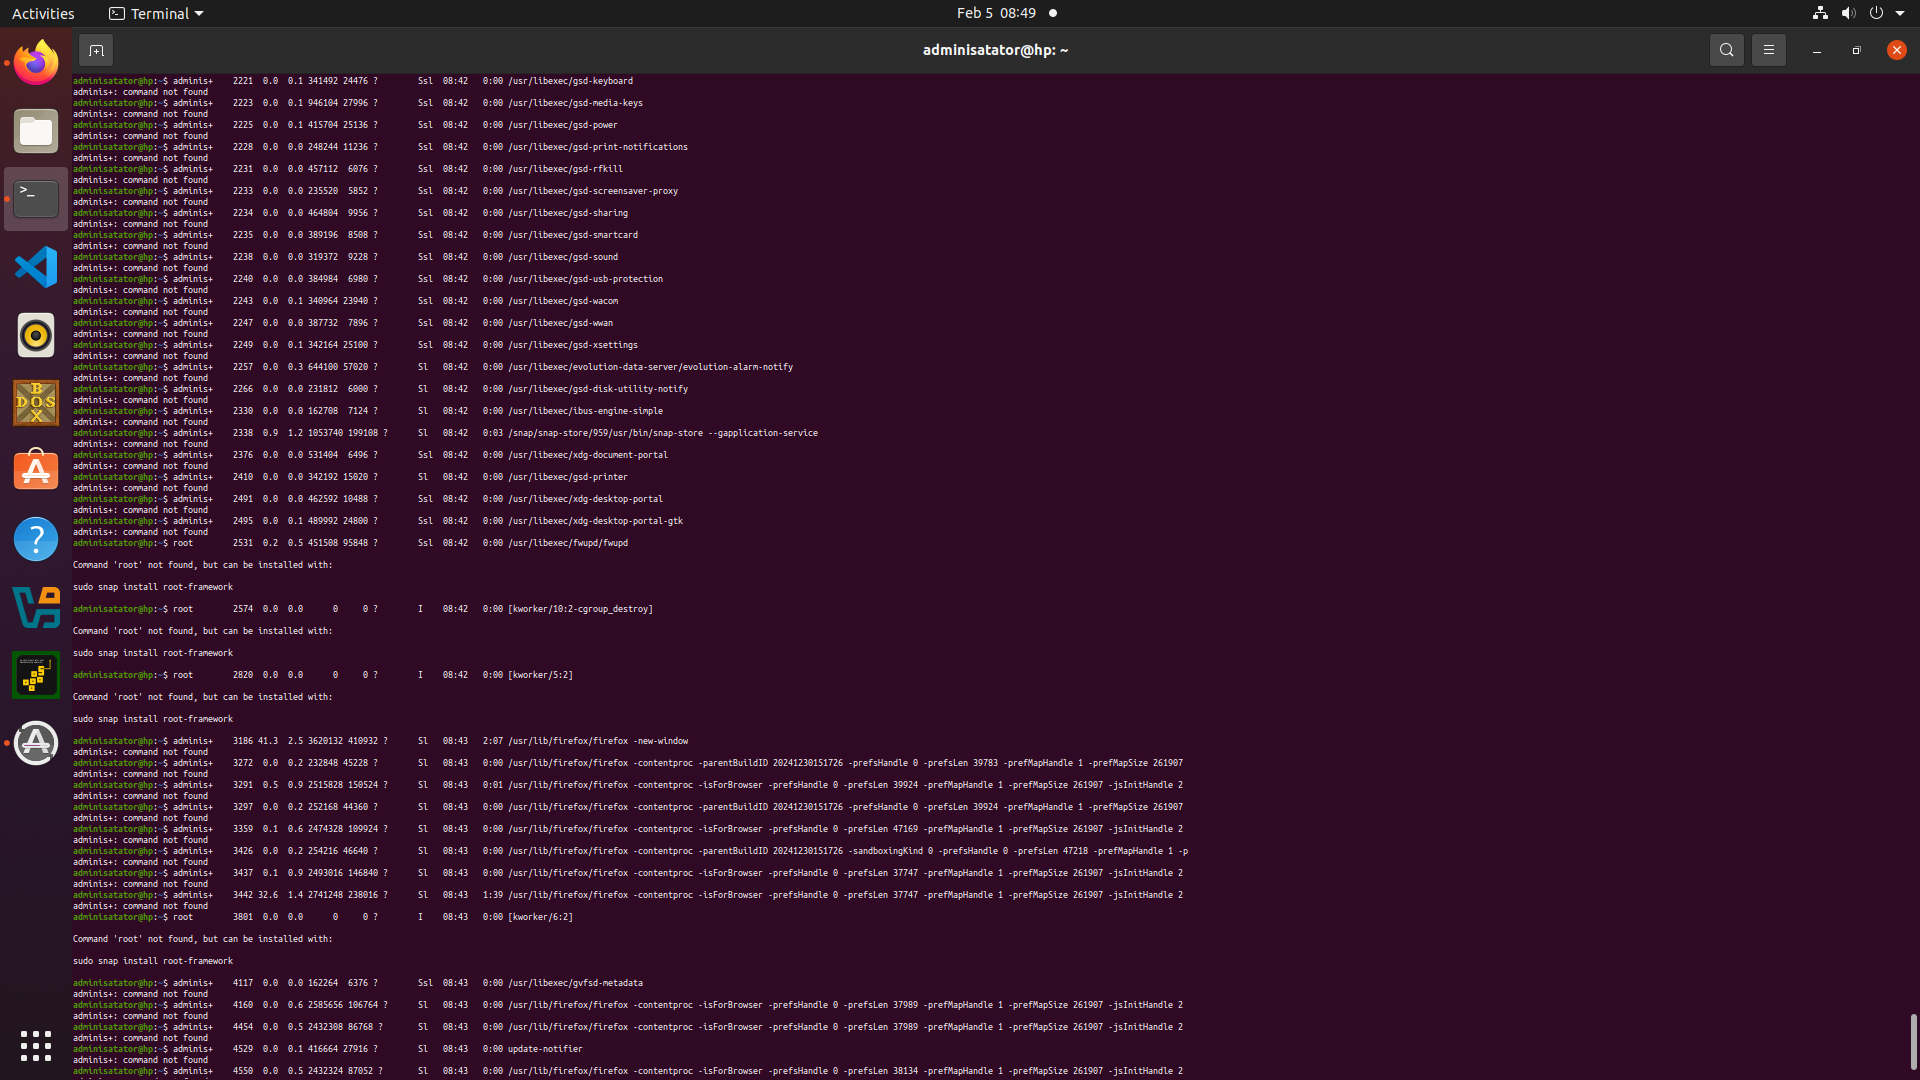 Activities
Terminal
Feb 5 08:49
adminisatator@hp: ~
adminisatator@hp:~$ adminis+    2221  0.0  0.1 341492 24476 ?        Ssl  08:42   0:00 /usr/libexec/gsd-keyboard
adminis+: command not found
adminisatator@hp:~$ adminis+    2223  0.0  0.1 946104 27996 ?        Ssl  08:42   0:00 /usr/libexec/gsd-media-keys
adminis+: command not found
adminisatator@hp:~$ adminis+    2225  0.0  0.1 415704 25136 ?        Ssl  08:42   0:00 /usr/libexec/gsd-power
adminis+: command not found
adminisatator@hp:~$ adminis+    2228  0.0  0.0 248244 11236 ?        Ssl  08:42   0:00 /usr/libexec/gsd-print-notifications
adminis+: command not found
adminisatator@hp:~$ adminis+    2231  0.0  0.0 457112  6076 ?        Ssl  08:42   0:00 /usr/libexec/gsd-rfkill
adminis+: command not found
adminisatator@hp:~$ adminis+    2233  0.0  0.0 235520  5852 ?        Ssl  08:42   0:00 /usr/libexec/gsd-screensaver-proxy
adminis+: command not found
adminisatator@hp:~$ adminis+    2234  0.0  0.0 464804  9956 ?        Ssl  08:42   0:00 /usr/libexec/gsd-sharing
adminis+: command not found
adminisatator@hp:~$ adminis+    2235  0.0  0.0 389196  8508 ?        Ssl  08:42   0:00 /usr/libexec/gsd-smartcard
adminis+: command not found
adminisatator@hp:~$ adminis+    2238  0.0  0.0 319372  9228 ?        Ssl  08:42   0:00 /usr/libexec/gsd-sound
adminis+: command not found
adminisatator@hp:~$ adminis+    2240  0.0  0.0 384984  6980 ?        Ssl  08:42   0:00 /usr/libexec/gsd-usb-protection
adminis+: command not found
adminisatator@hp:~$ adminis+    2243  0.0  0.1 340964 23940 ?        Ssl  08:42   0:00 /usr/libexec/gsd-wacom
adminis+: command not found
adminisatator@hp:~$ adminis+    2247  0.0  0.0 387732  7896 ?        Ssl  08:42   0:00 /usr/libexec/gsd-wwan
adminis+: command not found
adminisatator@hp:~$ adminis+    2249  0.0  0.1 342164 25100 ?        Ssl  08:42   0:00 /usr/libexec/gsd-xsettings
adminis+: command not found
adminisatator@hp:~$ adminis+    2257  0.0  0.3 644100 57020 ?        Sl   08:42   0:00 /usr/libexec/evolution-data-server/evolution-alarm-notify
adminis+: command not found
adminisatator@hp:~$ adminis+    2266  0.0  0.0 231812  6000 ?        Sl   08:42   0:00 /usr/libexec/gsd-disk-utility-notify
adminis+: command not found
adminisatator@hp:~$ adminis+    2330  0.0  0.0 162708  7124 ?        Sl   08:42   0:00 /usr/libexec/ibus-engine-simple
adminis+: command not found
adminisatator@hp:~$ adminis+    2338  0.9  1.2 1053740 199108 ?      Sl   08:42   0:03 /snap/snap-store/959/usr/bin/snap-store --gapplication-service
adminis+: command not found
adminisatator@hp:~$ adminis+    2376  0.0  0.0 531404  6496 ?        Ssl  08:42   0:00 /usr/libexec/xdg-document-portal
adminis+: command not found
adminisatator@hp:~$ adminis+    2410  0.0  0.0 342192 15020 ?        Sl   08:42   0:00 /usr/libexec/gsd-printer
adminis+: command not found
adminisatator@hp:~$ adminis+    2491  0.0  0.0 462592 10488 ?        Ssl  08:42   0:00 /usr/libexec/xdg-desktop-portal
adminis+: command not found
adminisatator@hp:~$ adminis+    2495  0.0  0.1 489992 24800 ?        Ssl  08:42   0:00 /usr/libexec/xdg-desktop-portal-gtk
adminis+: command not found
adminisatator@hp:~$ root        2531  0.2  0.5 451508 95848 ?        Ssl  08:42   0:00 /usr/libexec/fwupd/fwupd
Command 'root' not found, but can be installed with:
sudo snap install root-framework
adminisatator@hp:~$ root        2574  0.0  0.0      0     0 ?        I    08:42   0:00 [kworker/10:2-cgroup_destroy]
Command 'root' not found, but can be installed with:
sudo snap install root-framework
adminisatator@hp:~$ root        2820  0.0  0.0      0     0 ?        I    08:42   0:00 [kworker/5:2]
Command 'root' not found, but can be installed with:
sudo snap install root-framework
adminisatator@hp:~$ adminis+    3186 41.3  2.5 3620132 410932 ?      Sl   08:43   2:07 /usr/lib/firefox/firefox -new-window
adminis+: command not found
adminisatator@hp:~$ adminis+    3272  0.0  0.2 232848 45228 ?        Sl   08:43   0:00 /usr/lib/firefox/firefox -contentproc -parentBuildID 20241230151726 -prefsHandle 0 -prefsLen 39783 -prefMapHandle 1 -prefMapSize 261907
adminis+: command not found
adminisatator@hp:~$ adminis+    3291  0.5  0.9 2515828 150524 ?      Sl   08:43   0:01 /usr/lib/firefox/firefox -contentproc -isForBrowser -prefsHandle 0 -prefsLen 39924 -prefMapHandle 1 -prefMapSize 261907 -jsInitHandle 2
adminis+: command not found
adminisatator@hp:~$ adminis+    3297  0.0  0.2 252168 44360 ?        Sl   08:43   0:00 /usr/lib/firefox/firefox -contentproc -parentBuildID 20241230151726 -prefsHandle 0 -prefsLen 39924 -prefMapHandle 1 -prefMapSize 261907
adminis+: command not found
adminisatator@hp:~$ adminis+    3359  0.1  0.6 2474328 109924 ?      Sl   08:43   0:00 /usr/lib/firefox/firefox -contentproc -isForBrowser -prefsHandle 0 -prefsLen 47169 -prefMapHandle 1 -prefMapSize 261907 -jsInitHandle 2
adminis+: command not found
adminisatator@hp:~$ adminis+    3426  0.0  0.2 254216 46640 ?        Sl   08:43   0:00 /usr/lib/firefox/firefox -contentproc -parentBuildID 20241230151726 -sandboxingKind 0 -prefsHandle 0 -prefsLen 47218 -prefMapHandle 1 -p
adminis+: command not found
adminisatator@hp:~$ adminis+    3437  0.1  0.9 2493016 146840 ?      Sl   08:43   0:00 /usr/lib/firefox/firefox -contentproc -isForBrowser -prefsHandle 0 -prefsLen 37747 -prefMapHandle 1 -prefMapSize 261907 -jsInitHandle 2
adminis+: command not found
adminisatator@hp:~$ adminis+    3442 32.6  1.4 2741248 238016 ?      Sl   08:43   1:39 /usr/lib/firefox/firefox -contentproc -isForBrowser -prefsHandle 0 -prefsLen 37747 -prefMapHandle 1 -prefMapSize 261907 -jsInitHandle 2
adminis+: command not found
adminisatator@hp:~$ root        3801  0.0  0.0      0     0 ?        I    08:43   0:00 [kworker/6:2]
Command 'root' not found, but can be installed with:
sudo snap install root-framework
adminisatator@hp:~$ adminis+    4117  0.0  0.0 162264  6376 ?        Ssl  08:43   0:00 /usr/libexec/gvfsd-metadata
adminis+: command not found
adminisatator@hp:~$ adminis+    4160  0.0  0.6 2585656 106764 ?      Sl   08:43   0:00 /usr/lib/firefox/firefox -contentproc -isForBrowser -prefsHandle 0 -prefsLen 37989 -prefMapHandle 1 -prefMapSize 261907 -jsInitHandle 2
adminis+: command not found
adminisatator@hp:~$ adminis+    4454  0.0  0.5 2432308 86768 ?       Sl   08:43   0:00 /usr/lib/firefox/firefox -contentproc -isForBrowser -prefsHandle 0 -prefsLen 37989 -prefMapHandle 1 -prefMapSize 261907 -jsInitHandle 2
adminis+: command not found
adminisatator@hp:~$ adminis+    4529  0.0  0.1 416664 27916 ?        Sl   08:43   0:00 update-notifier
adminis+: command not found
adminisatator@hp:~$ adminis+    4550  0.0  0.5 2432324 87052 ?       Sl   08:43   0:00 /usr/lib/firefox/firefox -contentproc -isForBrowser -prefsHandle 0 -prefsLen 38134 -prefMapHandle 1 -prefMapSize 261907 -jsInitHandle 2